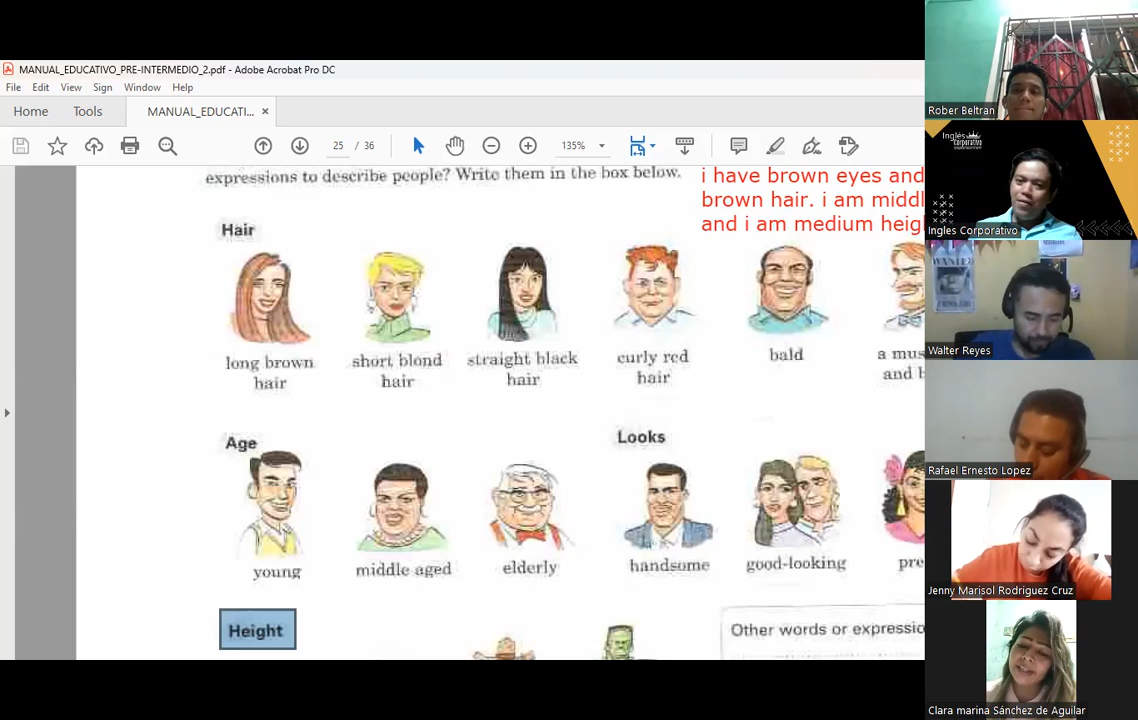 MANUAL_EDUCATIVO_PRE-INTERMEDIO_2.pdf - Adobe Acrobat Pro DC
File Edit View Sign Window Help
Home Tools MANUAL_EDUCATI... ×
25 / 36 135%
expressions to describe people? Write them in the box below.
i have brown eyes and
brown hair. i am middl
and i am medium heig
Hair
long brown
hair
short blond
hair
straight black
hair
curly red
hair
bald
a mus
and b
Age
young
middle aged
elderly
Looks
handsome
good-looking
pre
Height
Other words or expressio
Rober Beltran
Inglés
Corporativo
Ingles Corporativo
WANTED
Walter Reyes
Rafael Ernesto Lopez
Jenny Marisol Rodriguez Cruz
Clara marina Sánchez de Aguilar